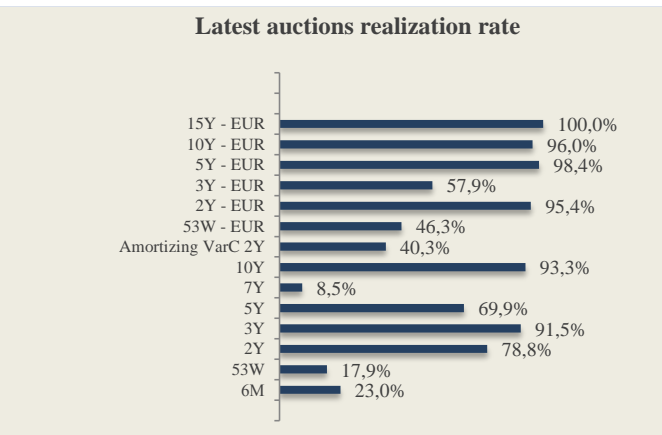 Latest auctions realization rate
15Y - EUR 100,0%
10Y - EUR 96,0%
5Y - EUR 98,4%
3Y - EUR 57,9%
2Y - EUR 95,4%
53W - EUR 46,3%
Amortizing VarC 2Y 40,3%
10Y 93,3%
7Y 8,5%
5Y 69,9%
3Y 91,5%
2Y 78,8%
53W 17,9%
6M 23,0%